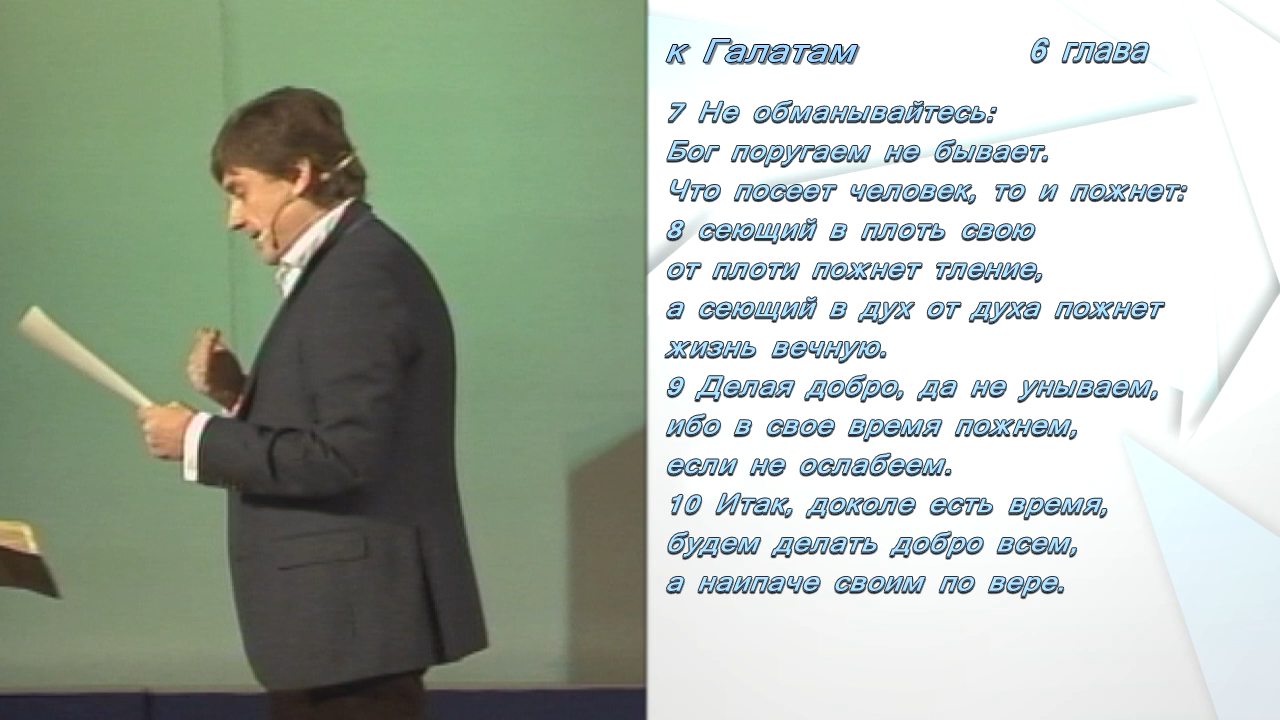 к Галатам 6 глава
7 Не обманывайтесь:
Бог поругаем не бывает.
Что посеет человек, то и пожнет:
8 сеющий в плоть свою
от плоти пожнет тление,
а сеющий в дух от духа пожнет
жизнь вечную.
9 Делая добро, да не унываем,
ибо в свое время пожнем,
если не ослабеем.
10 Итак, доколе есть время,
будем делать добро всем,
а наипаче своим по вере.